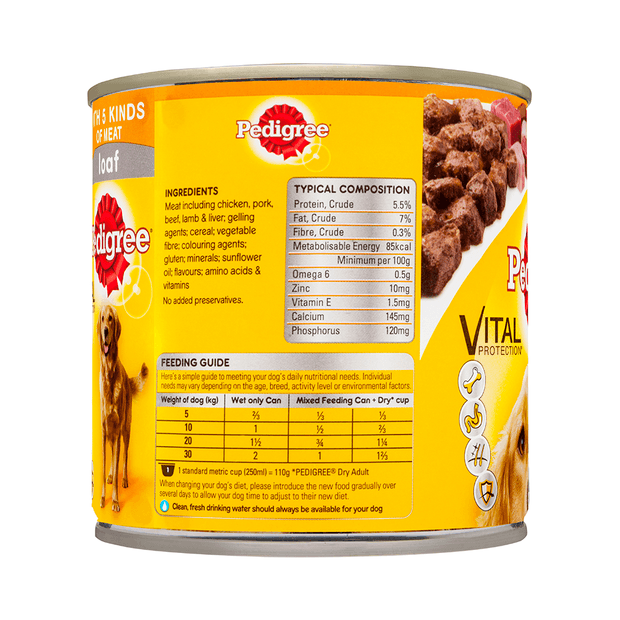 TH 5 KINDS
OF MEAT
loaf
Pedigree
Pedigree
INGREDIENTS
Meat including chicken, pork,
beef, lamb & liver; gelling
agents; cereal; vegetable
fibre; colouring agents;
gluten; minerals; sunflower
oil; flavours; amino acids &
vitamins
No added preservatives.
TYPICAL COMPOSITION
Protein, Crude 5.5%
Fat, Crude 7%
Fibre, Crude 0.3%
Metabolisable Energy 85kcal
Minimum per 100g
Omega 6 0.5g
Zinc 10mg
Vitamin E 1.5mg
Calcium 145mg
Phosphorus 120mg
FEEDING GUIDE
Here's a simple guide to meeting your dog's daily nutritional needs. Individual
needs may vary depending on the age, breed, activity level or environmental factors.
Weight of dog (kg) Wet only Can Mixed Feeding Can + Dry* cup
5 ⅔ ⅓ ⅓
10 1 ½ ⅔
20 1½ ¾ 1¼
30 2 1 1⅔
1 1 standard metric cup (250ml) = 110g *PEDIGREE® Dry Adult
When changing your dog's diet, please introduce the new food gradually over
several days to allow your dog time to adjust to their new diet.
Clean, fresh drinking water should always be available for your dog
Pe
VITAL
PROTECTION